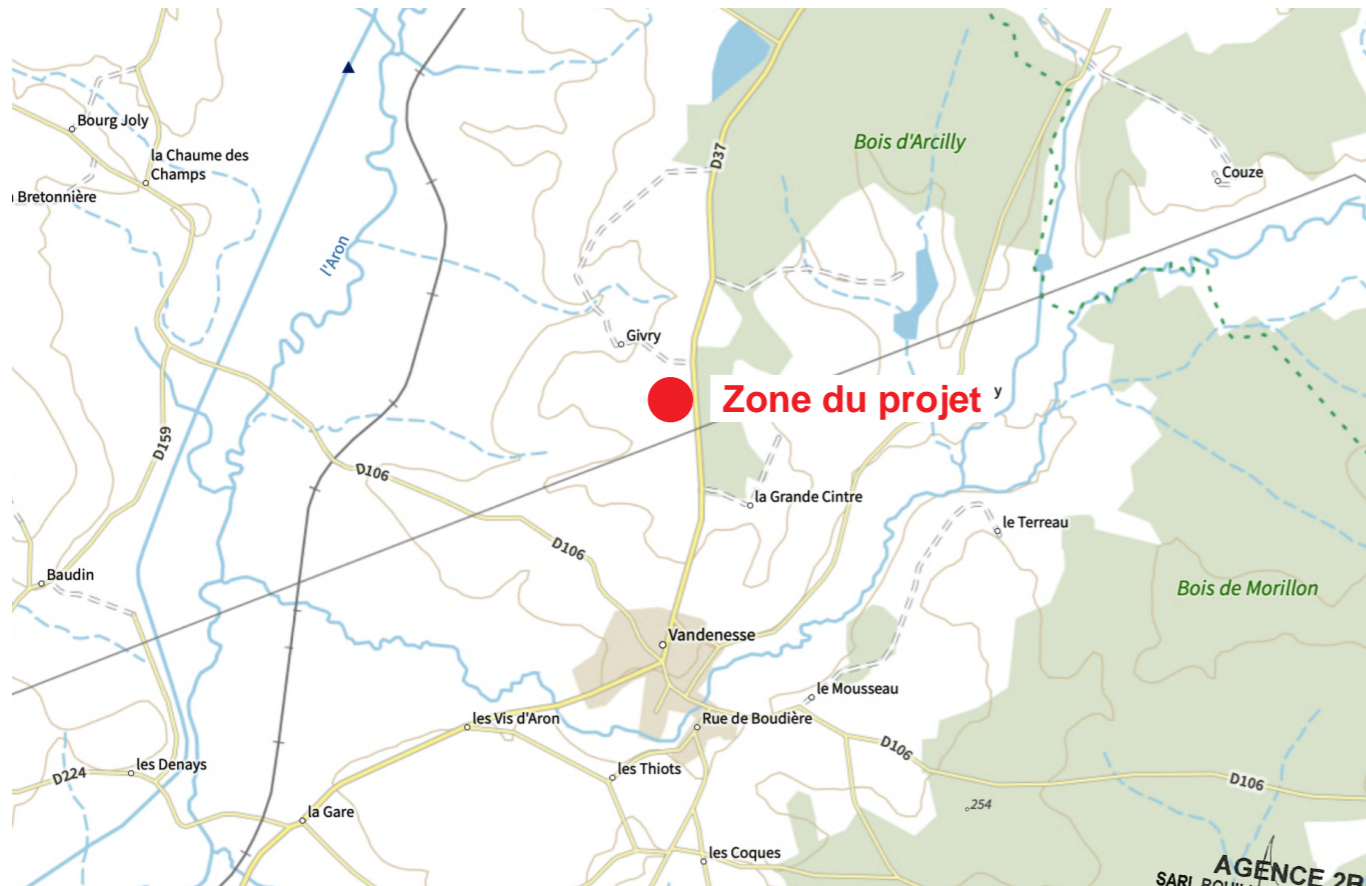 Bourg Joly
la Chaume des
Champs
Bretonnière
l'Aron
D37
Bois d'Arcilly
Couze
Givry
Zone du projet
y
D159
D106
la Grande Cintre
le Terreau
D106
Baudin
Bois de Morillon
Vandenesse
le Mousseau
les Vis d'Aron
Rue de Boudière
D106
les Denays
D224
les Thiots
D106
254
la Gare
les Coques
AGENCE 2B
SARL